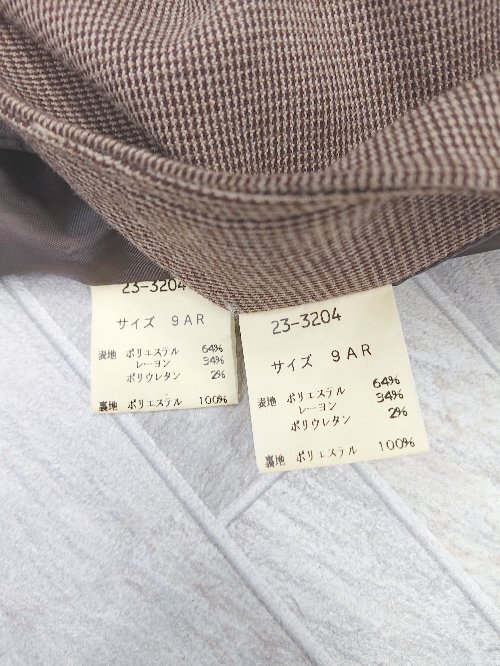 23-3204
サイズ 9AR
表地 ポリエステル 64%
レーヨン 34%
ポリウレタン 2%
裏地 ポリエステル 100%
23-3204
サイズ 9AR
表地 ポリエステル 64%
レーヨン 34%
ポリウレタン 2%
裏地 ポリエステル 100%